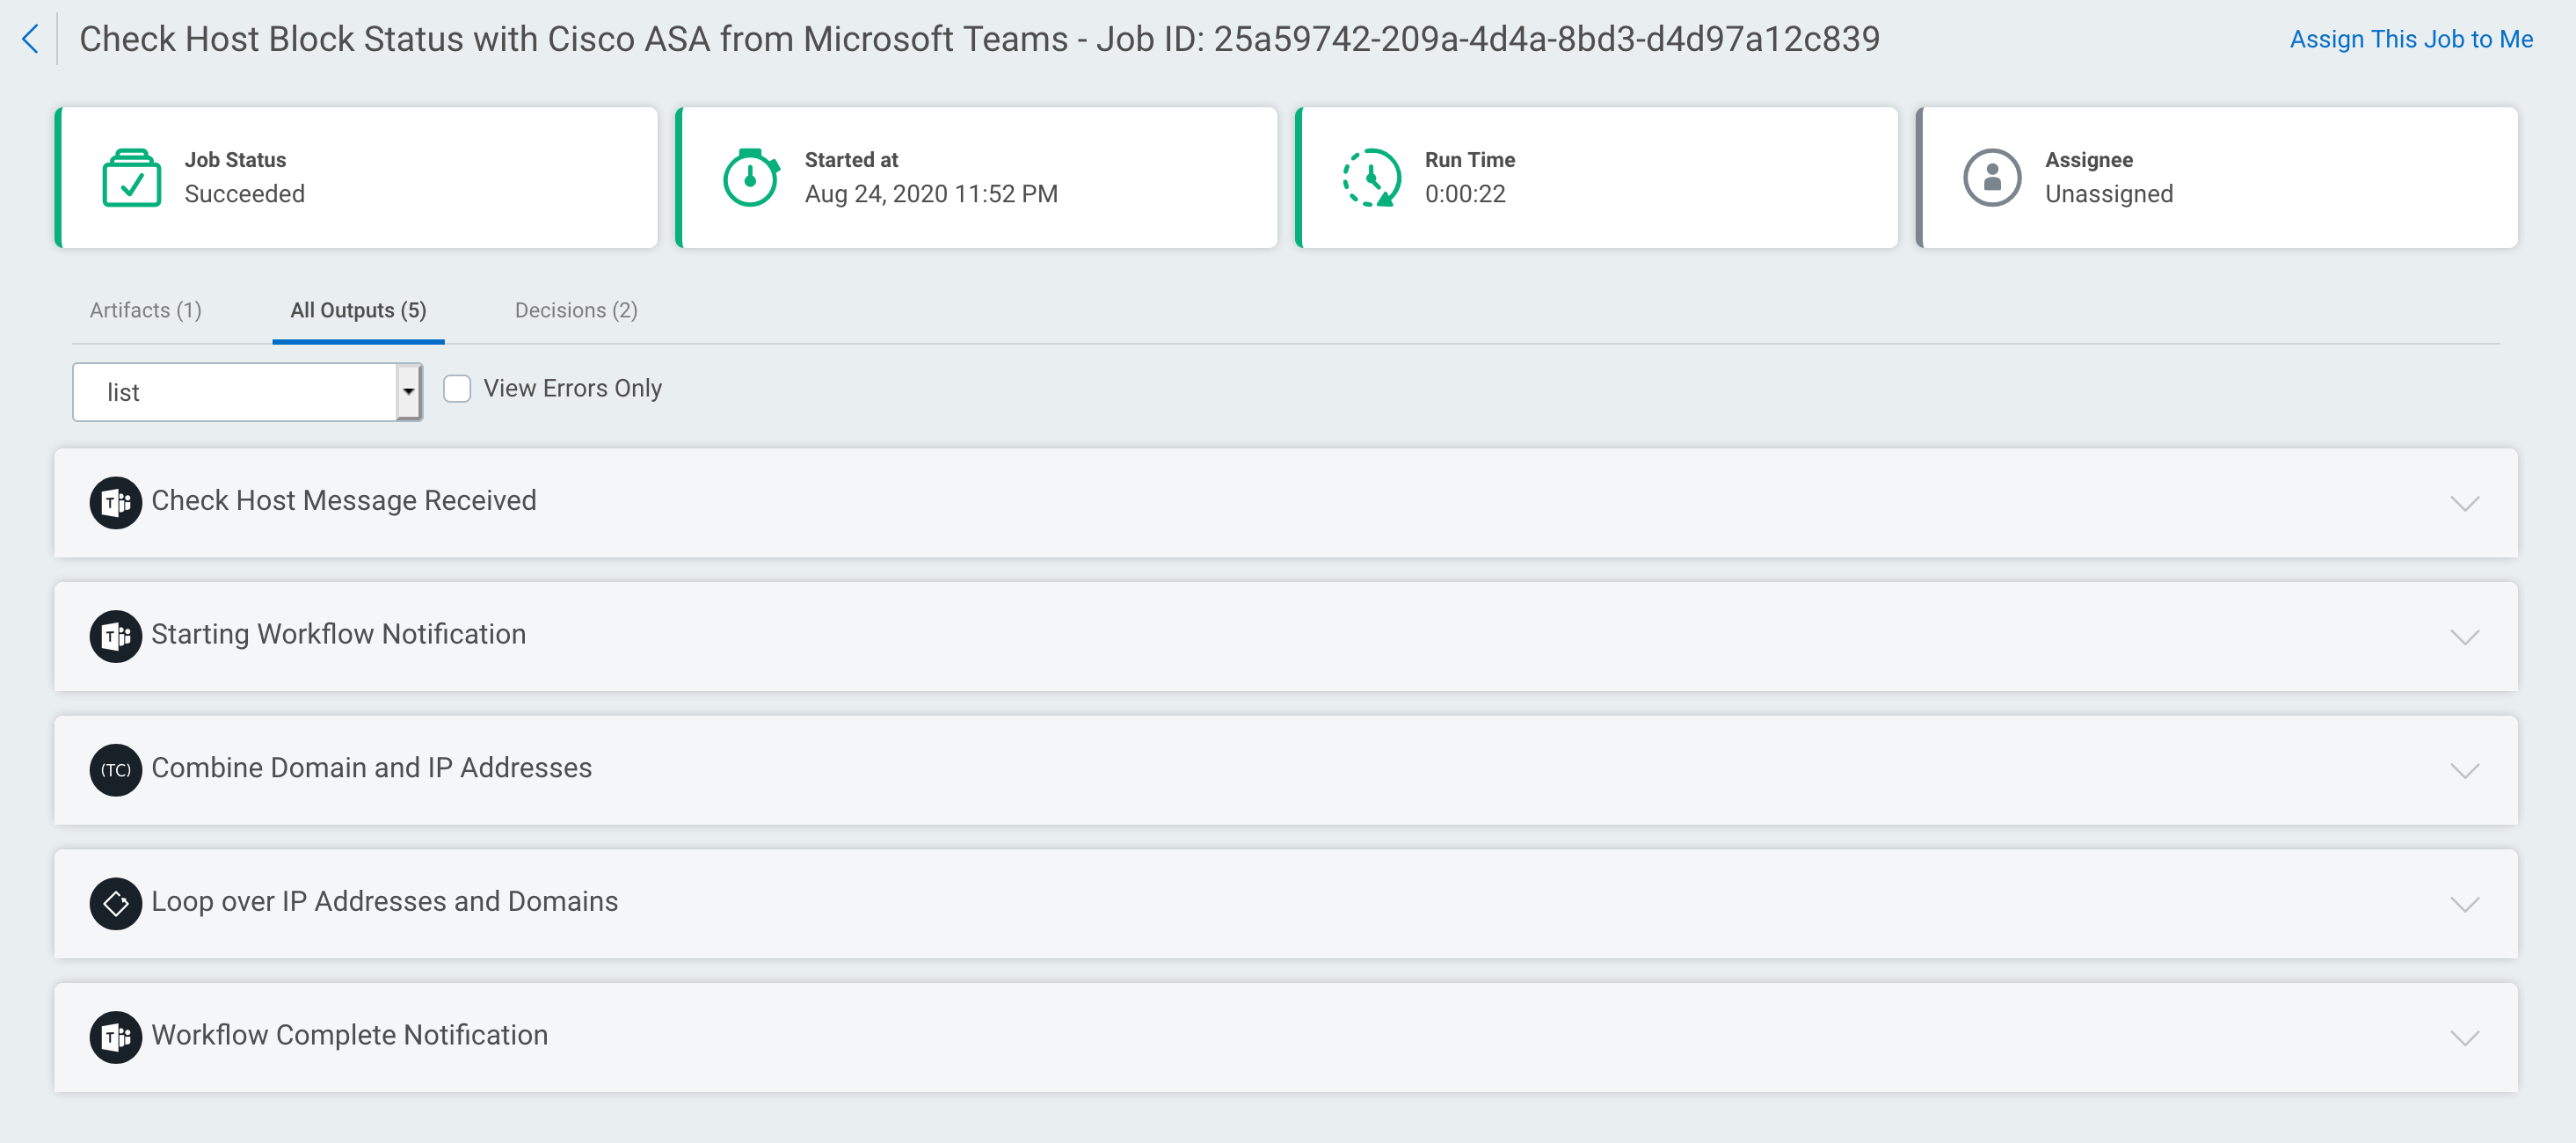 Check Host Block Status with Cisco ASA from Microsoft Teams - Job ID: 25a59742-209a-4d4a-8bd3-d4d97a12c839
Assign This Job to Me
Job Status
Succeeded
Started at
Aug 24, 2020 11:52 PM
Run Time
0:00:22
Assignee
Unassigned
Artifacts (1)
All Outputs (5)
Decisions (2)
list
View Errors Only
T Check Host Message Received
T Starting Workflow Notification
(TC) Combine Domain and IP Addresses
Loop over IP Addresses and Domains
T Workflow Complete Notification